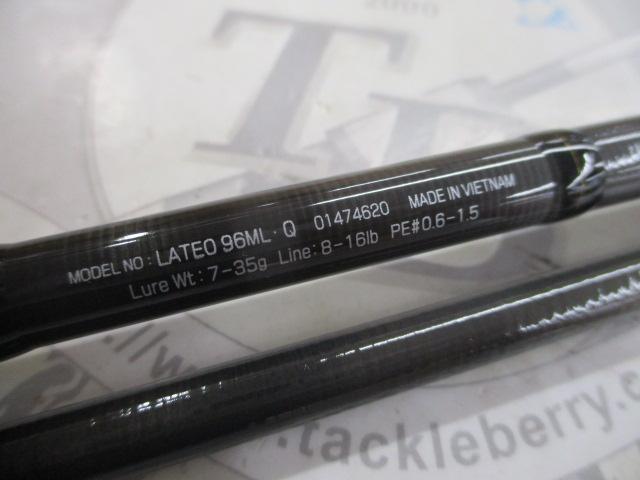 2000
T
MODEL NO : LATEO 96ML · Q 01474620 MADE IN VIETNAM
Lure Wt: 7-35g Line: 8-16lb PE#0.6-1.5
.tackleberry.